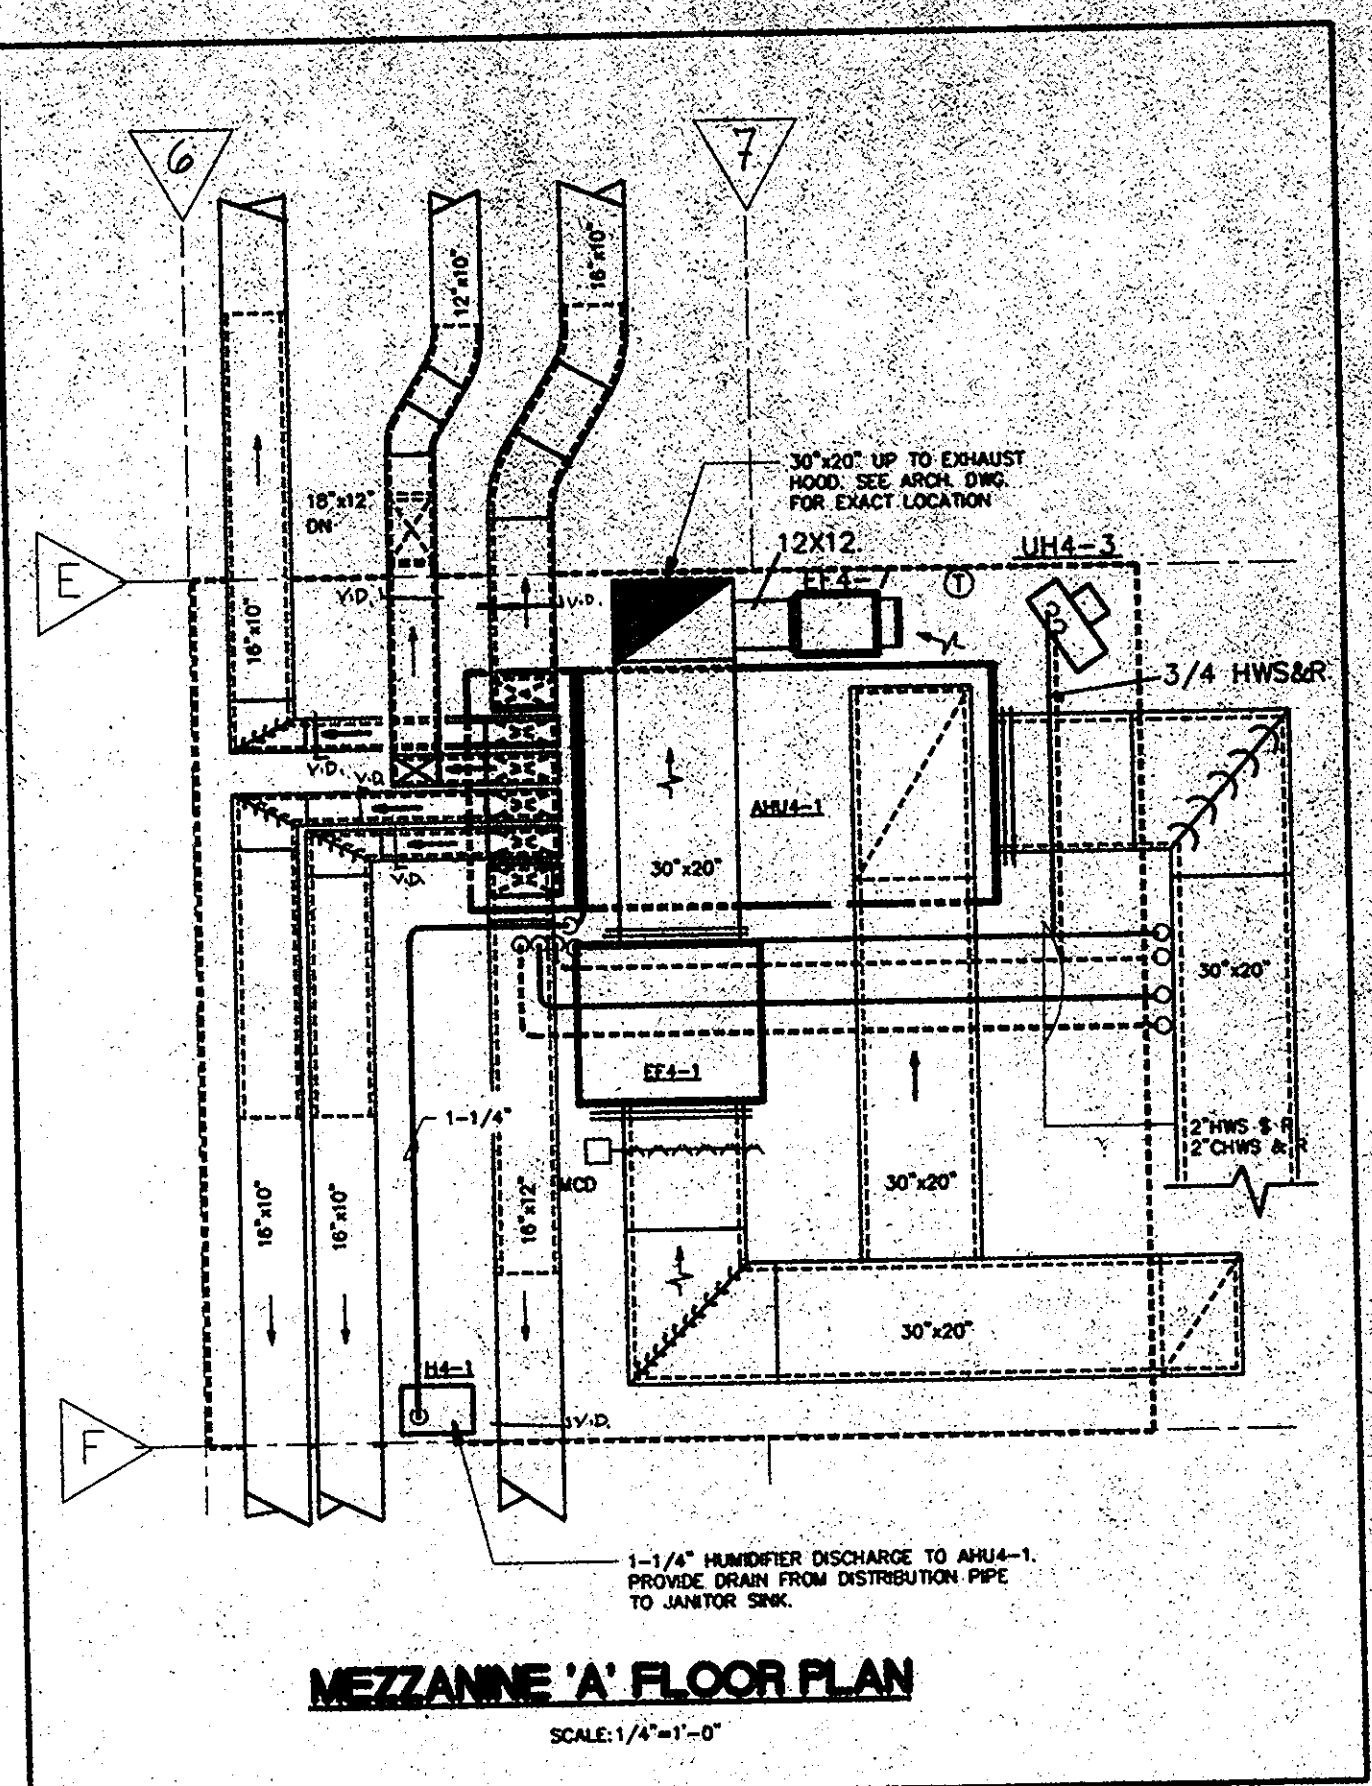 6
7
12"x10"
16"x10"
30"x20" UP TO EXHAUST
HOOD. SEE ARCH. DWG.
FOR EXACT LOCATION
18"x12"
DN
12X12
UH4-3
EF4-7
T
E
V.D.
V.D.
16"x10"
3/4 HWS&R
V.D.
V.D.
AHU4-1
30"x20"
V.D.
30"x20"
EF4-1
1-1/4"
2"HWS & R
2"CHWS & R
MCD
30"x20"
16"x10"
16"x10"
16"x12"
30"x20"
H4-1
V.D.
F
1-1/4" HUMIDIFIER DISCHARGE TO AHU4-1.
PROVIDE DRAIN FROM DISTRIBUTION PIPE
TO JANITOR SINK.
MEZZANINE 'A' FLOOR PLAN
SCALE: 1/4"=1'-0"